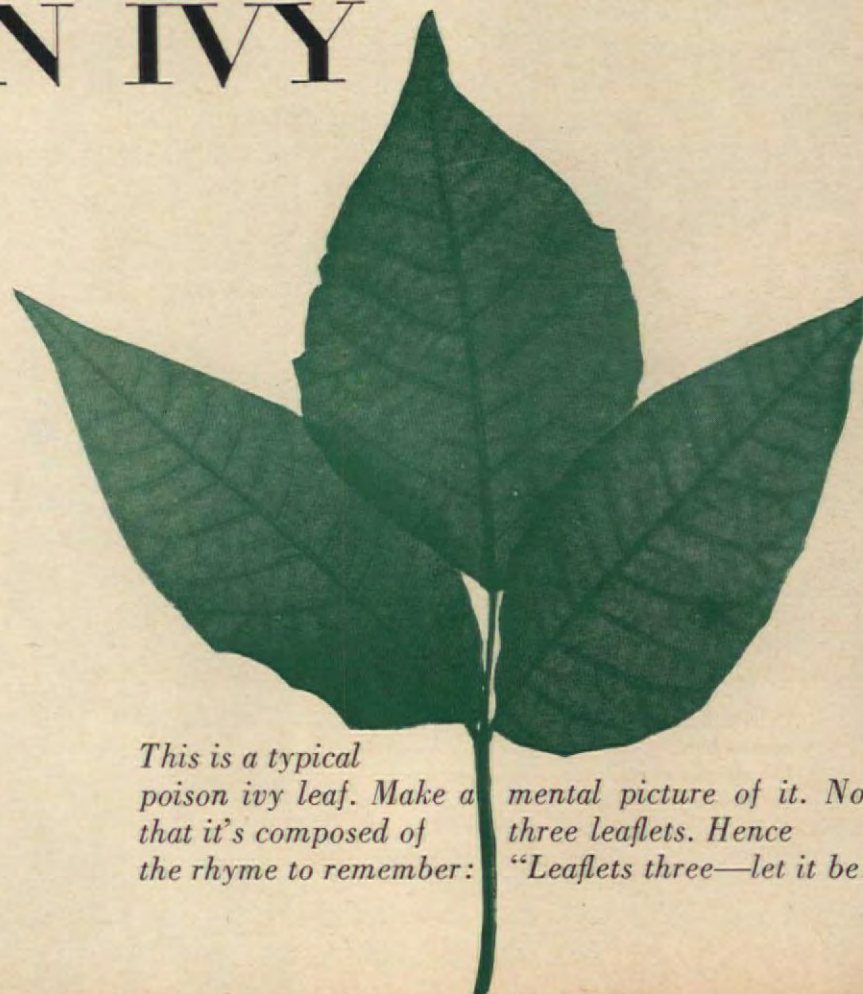 N IVY
This is a typical
poison ivy leaf. Make a mental picture of it. No
that it's composed of three leaflets. Hence
the rhyme to remember: “Leaflets three—let it be